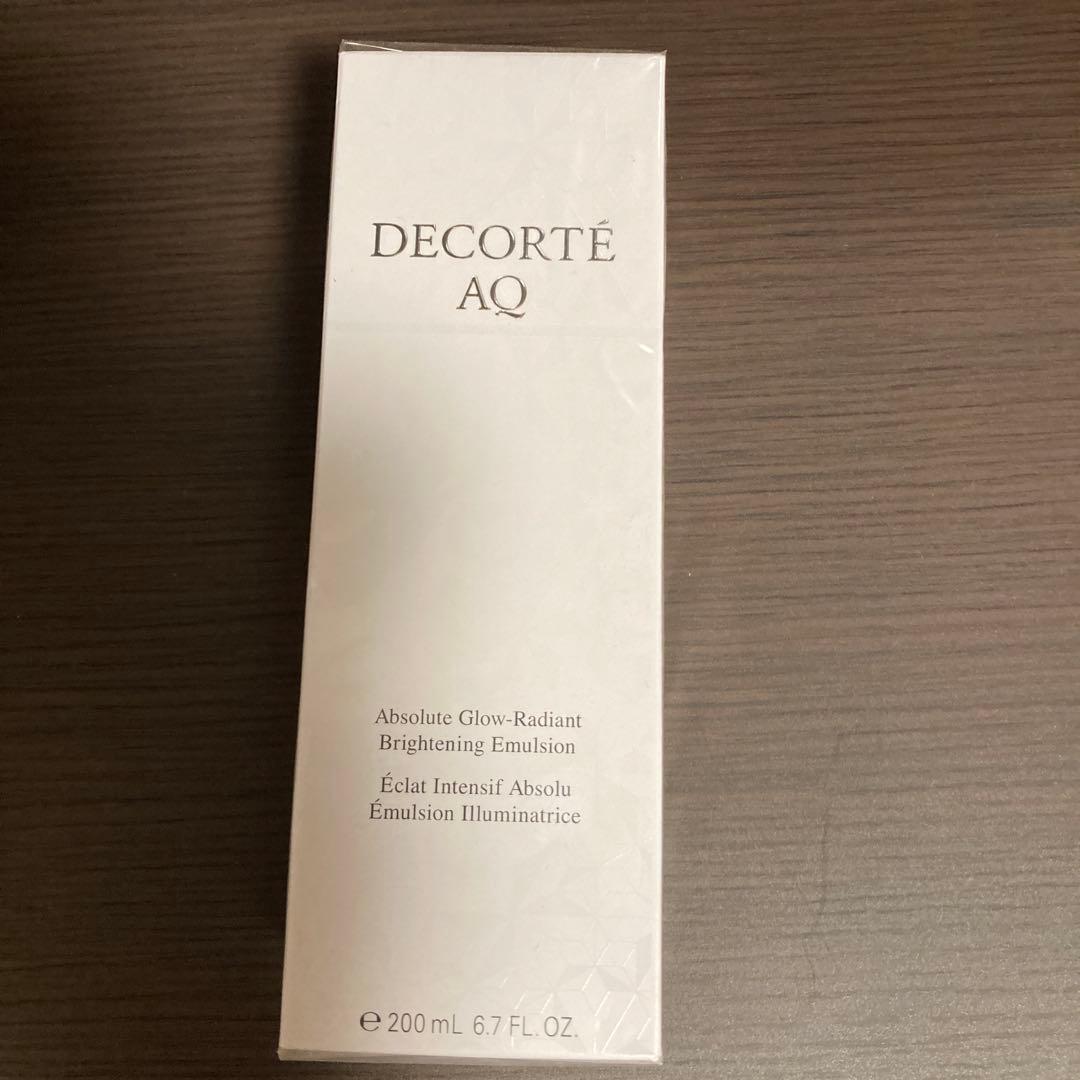 DECORTÉ
AQ
Absolute Glow-Radiant
Brightening Emulsion
Éclat Intensif Absolu
Émulsion Illuminatrice
℮ 200 mL 6.7 FL. OZ.